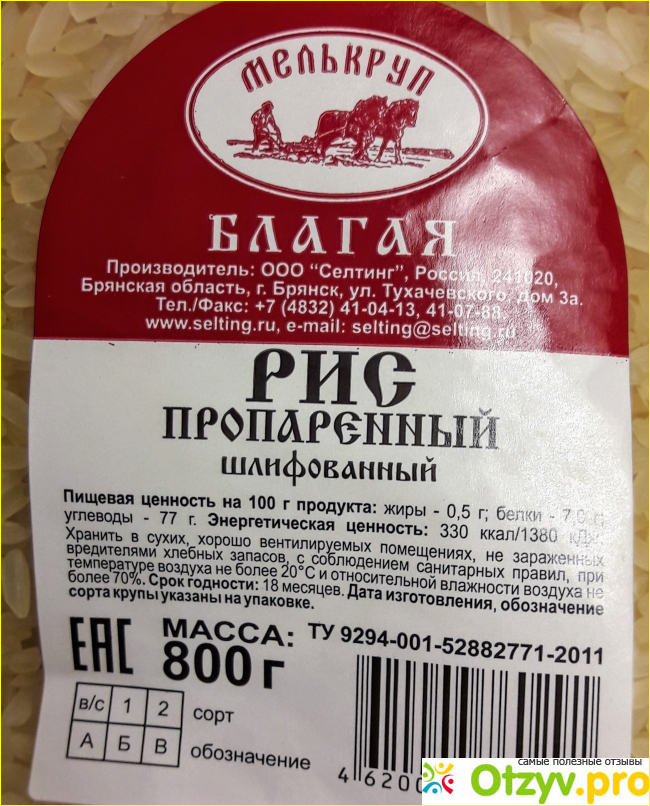 МЕЛЬКРУП
БЛАГАЯ
Производитель: ООО "Селтинг", Россия, 241020,
Брянская область, г. Брянск, ул. Тухачевского, дом 3а.
Тел./Факс: +7 (4832) 41-04-13, 41-07-88.
www.selting.ru, e-mail: selting@selting.ru
РИС
ПРОПАРЕННЫЙ
шлифованный
Пищевая ценность на 100 г продукта: жиры - 0,5 г; белки -
углеводы - 77 г. Энергетическая ценность: 330 ккал/1380 кДж.
Хранить в сухих, хорошо вентилируемых помещениях, не зараженных
вредителями хлебных запасов, с соблюдением санитарных правил, при
температуре воздуха не более 20°С и относительной влажности воздуха не
более 70%. Срок годности: 18 месяцев. Дата изготовления, обозначение
сорта крупы указаны на упаковке.
ЕАС МАССА: ТУ 9294-001-52882771-2011
800 г
в/с 1 2 сорт
А Б В обозначение
4 6200
самые полезные отзывы
Otzyv.pro